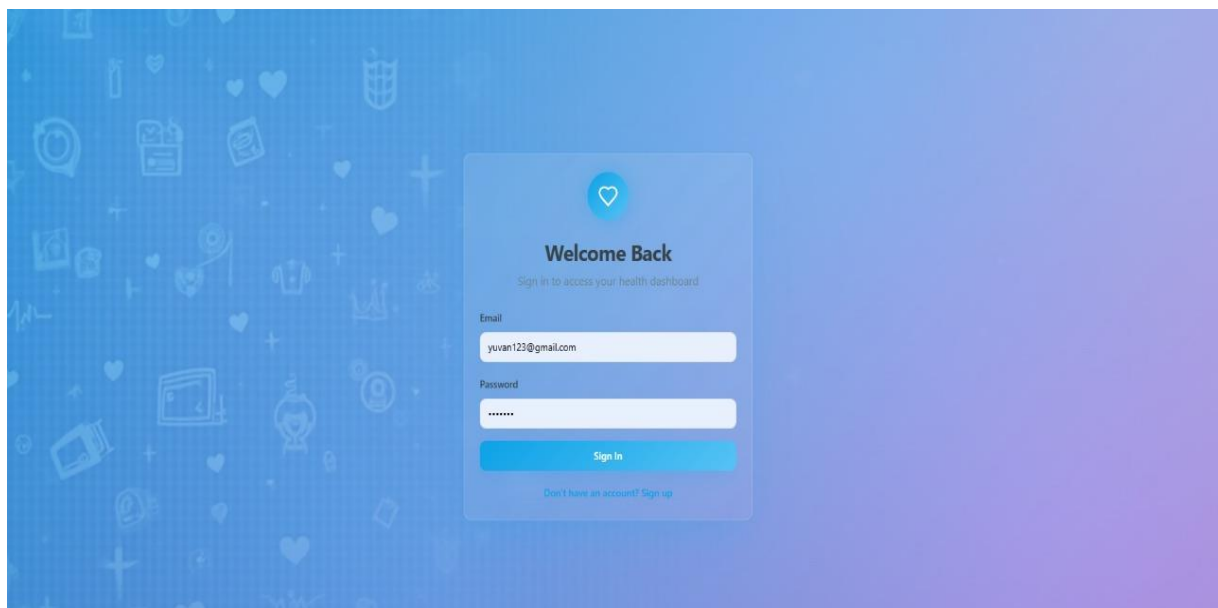 Welcome Back
Sign in to access your health dashboard
Email
yuvan123@gmail.com
Password
•••••••
Sign In
Don't have an account? Sign up